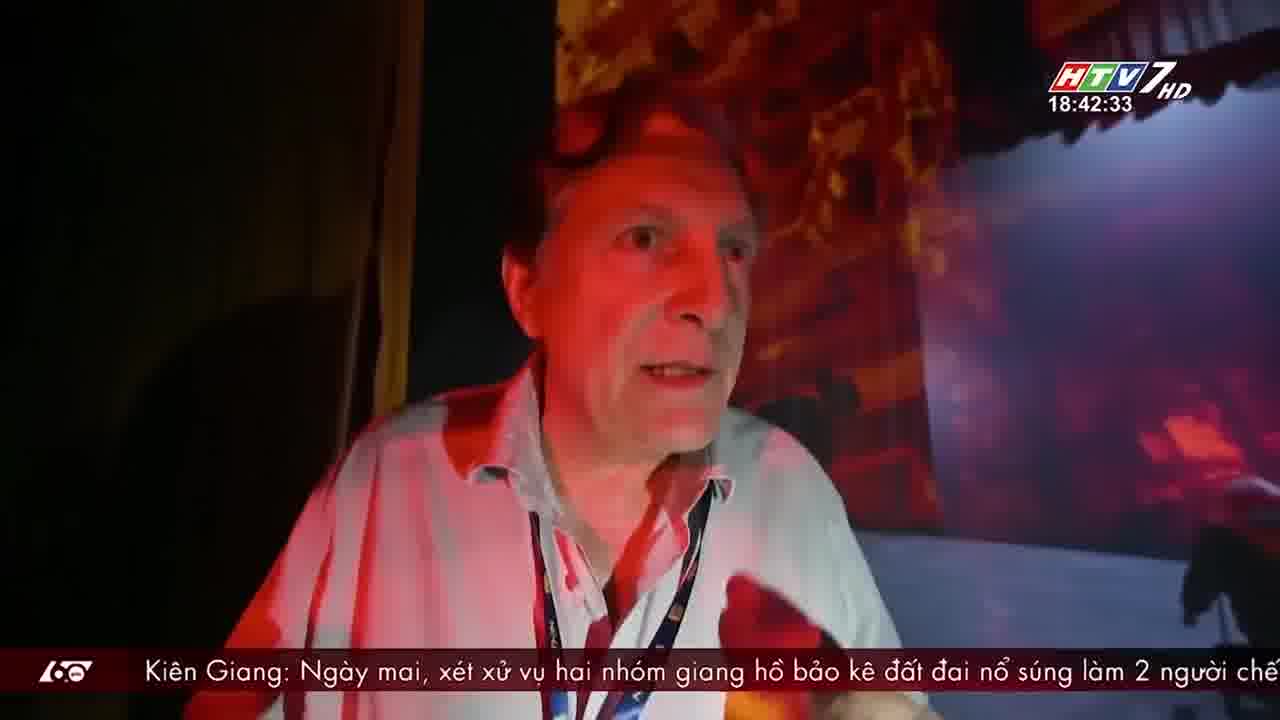 HTV7 HD
18:42:33
60
Kiên Giang: Ngày mai, xét xử vụ hai nhóm giang hồ bảo kê đất đai nổ súng làm 2 người chế